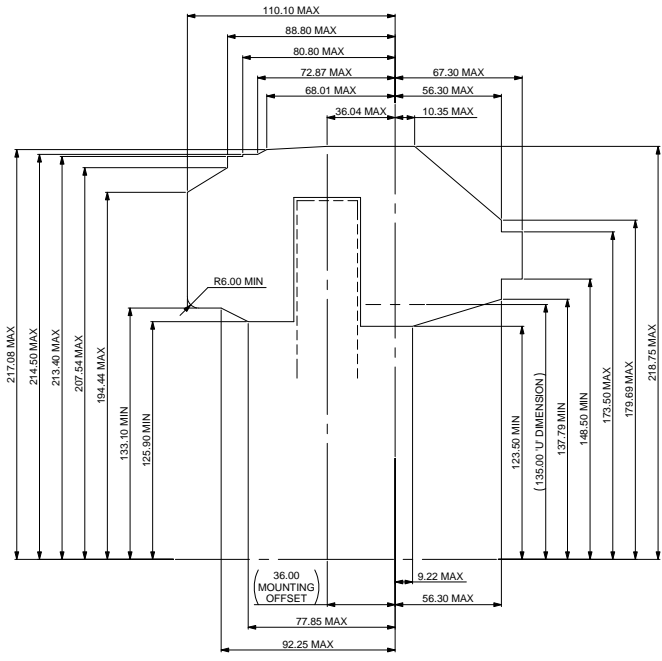 110.10 MAX
88.80 MAX
80.80 MAX
72.87 MAX
67.30 MAX
68.01 MAX
56.30 MAX
36.04 MAX
10.35 MAX
R6.00 MIN
217.08 MAX
214.50 MAX
213.40 MAX
207.54 MAX
194.44 MAX
133.10 MIN
125.90 MIN
123.50 MIN
( 135.00 'U' DIMENSION )
137.79 MIN
148.50 MIN
173.50 MAX
179.69 MAX
218.75 MAX
36.00
MOUNTING
OFFSET
9.22 MAX
56.30 MAX
77.85 MAX
92.25 MAX